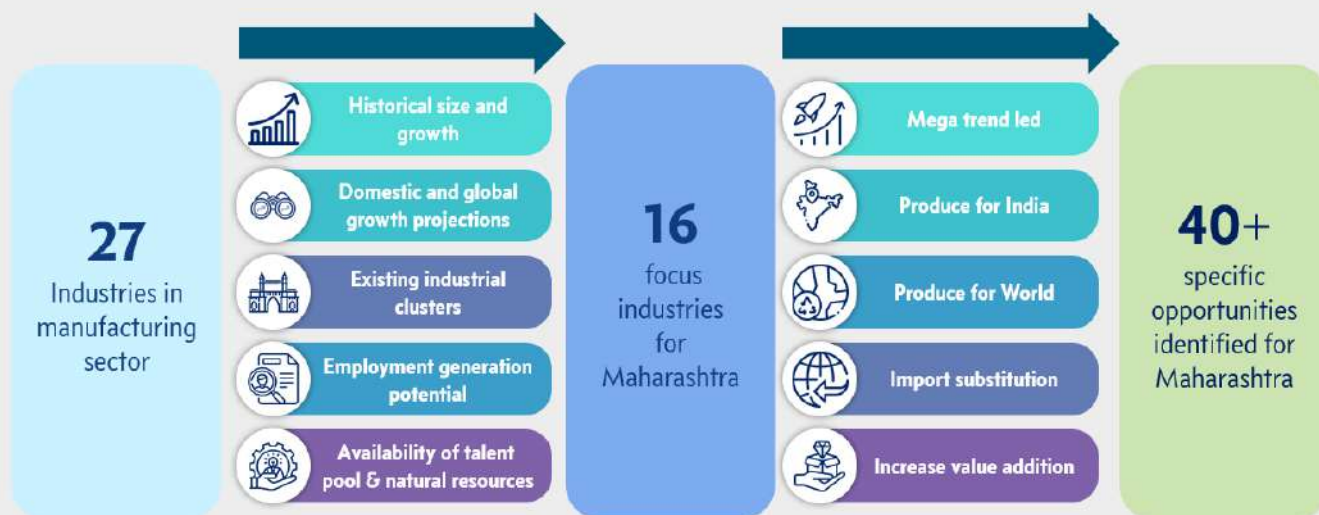 27
Industries in
manufacturing
sector
Historical size and
growth
Domestic and global
growth projections
Existing industrial
clusters
Employment generation
potential
Availability of talent
pool & natural resources
16
focus
industries
for
Maharashtra
Mega trend led
Produce for India
Produce for World
Import substitution
Increase value addition
40+
specific
opportunities
identified for
Maharashtra